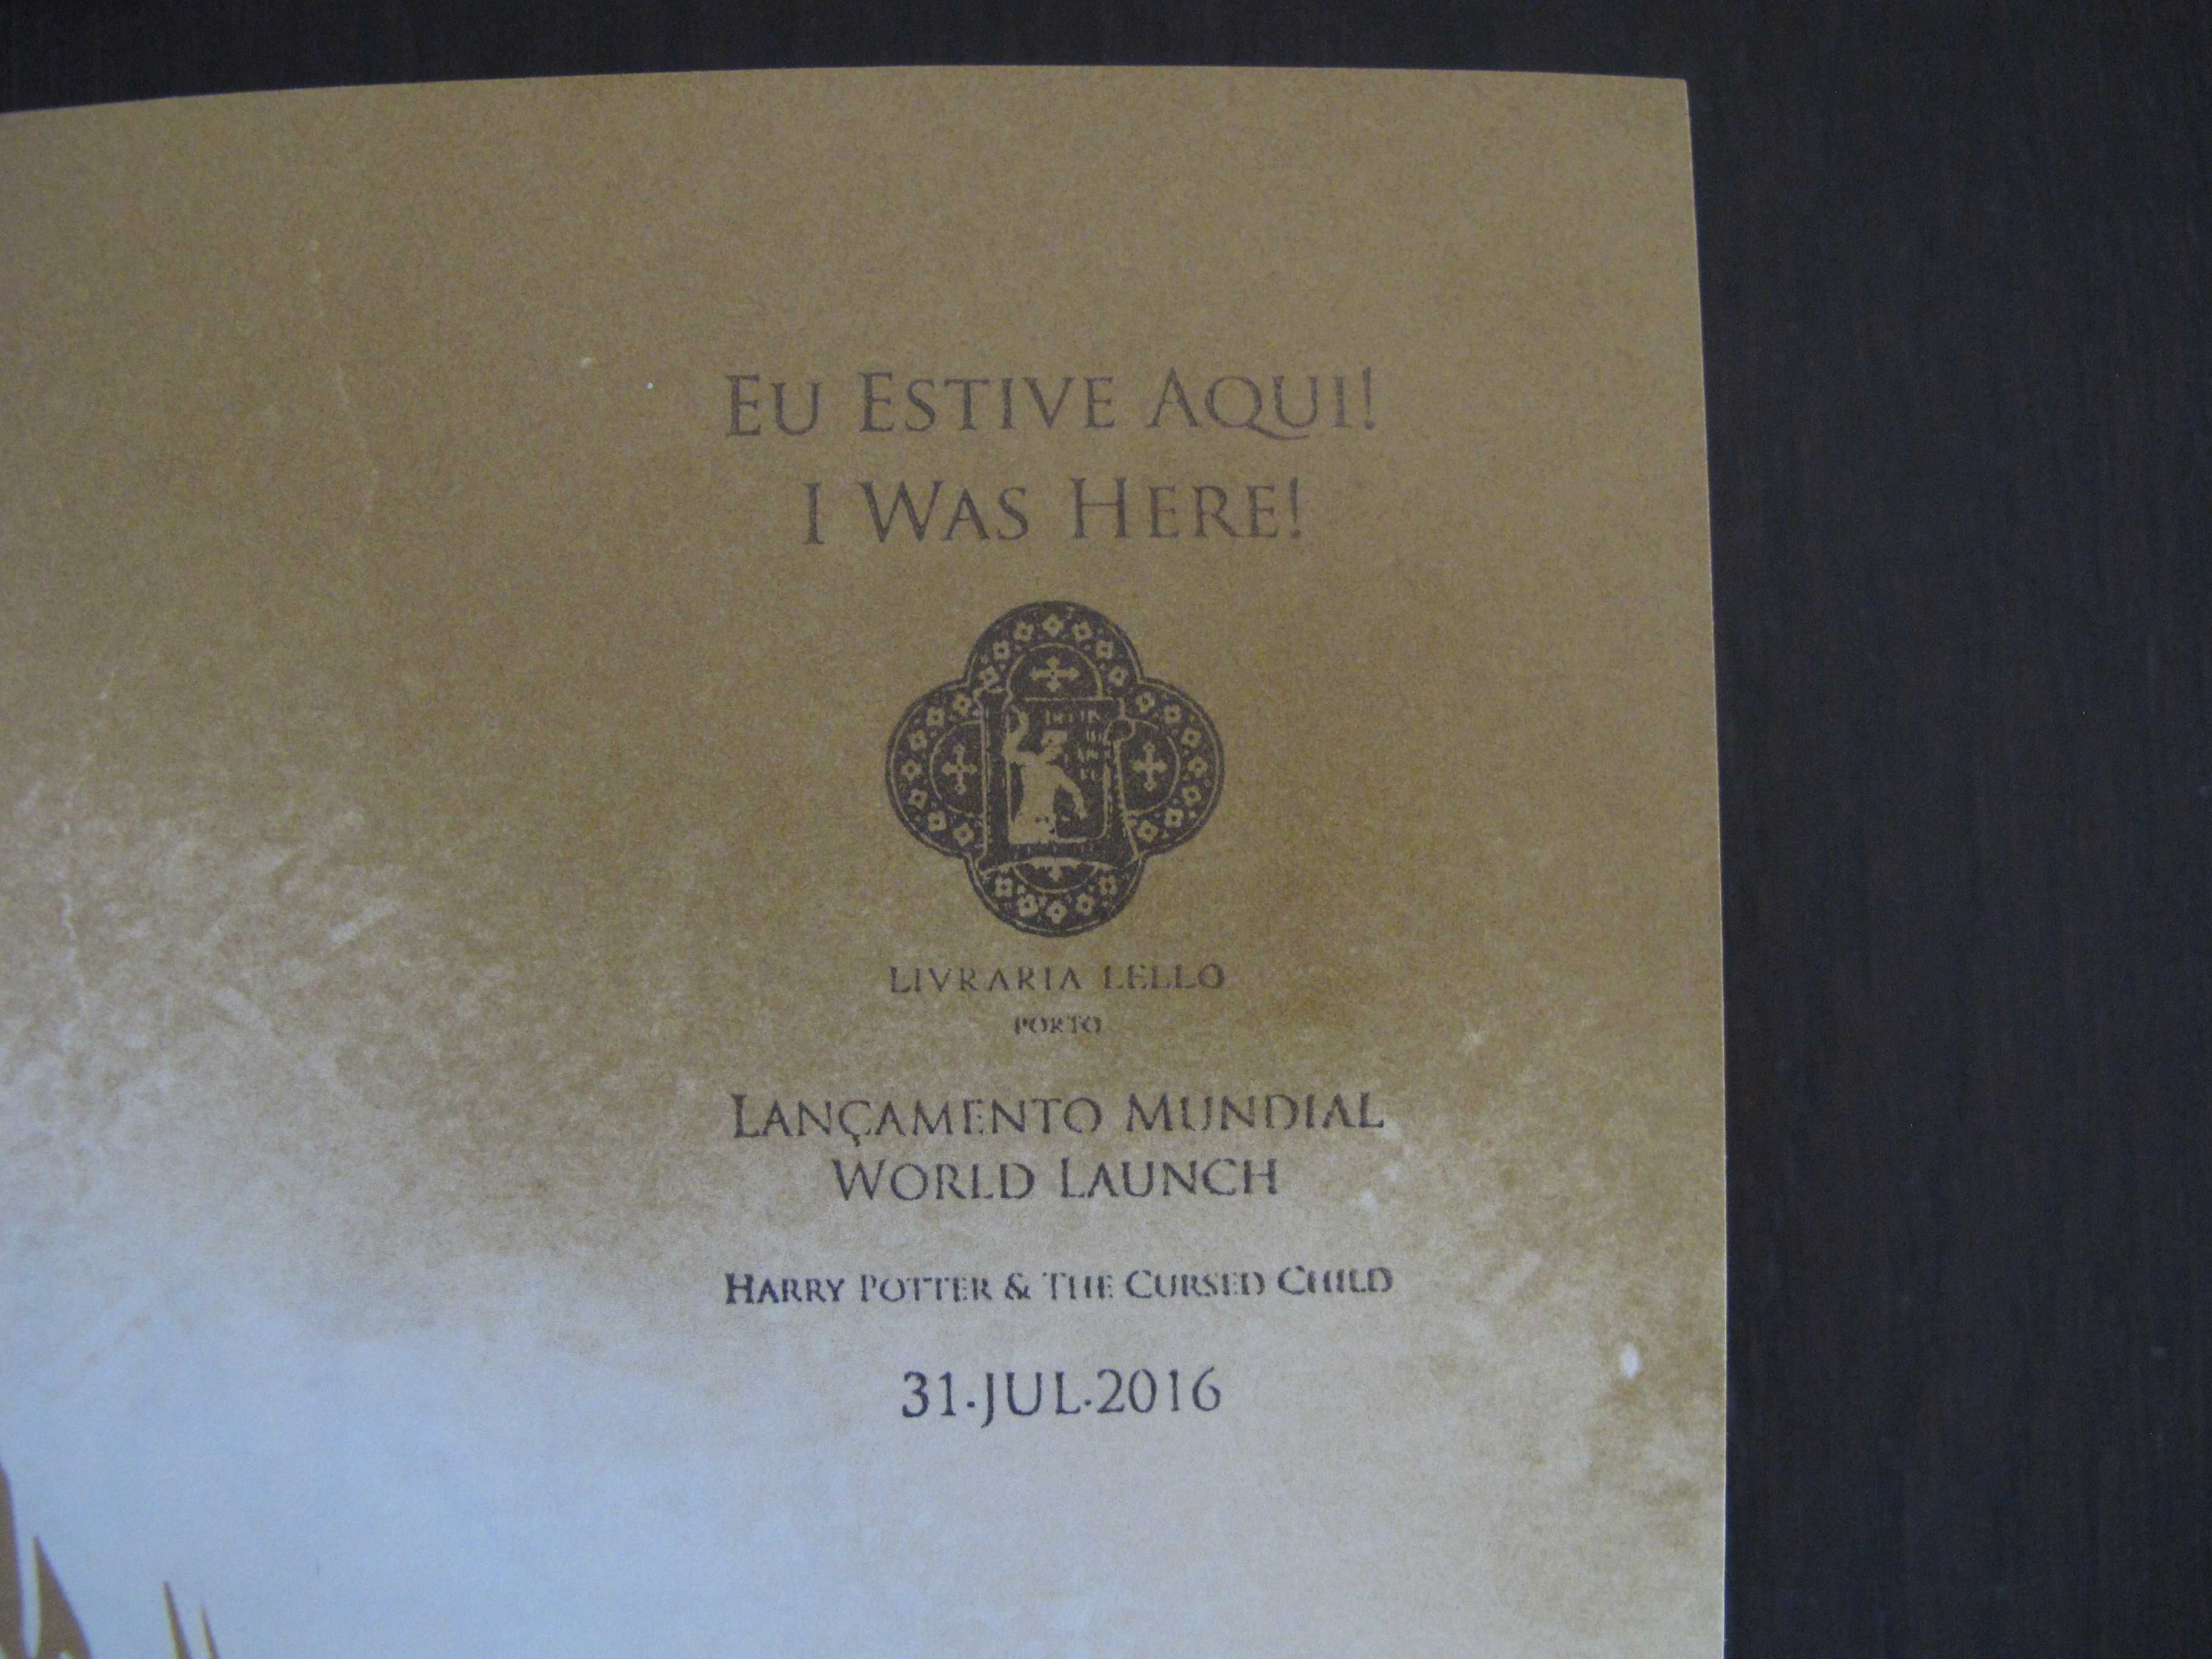 EU ESTIVE AQUI!
I WAS HERE!
LIVRARIA LELLO
PORTO
LANÇAMENTO MUNDIAL
WORLD LAUNCH
HARRY POTTER & THE CURSED CHILD
31.JUL.2016